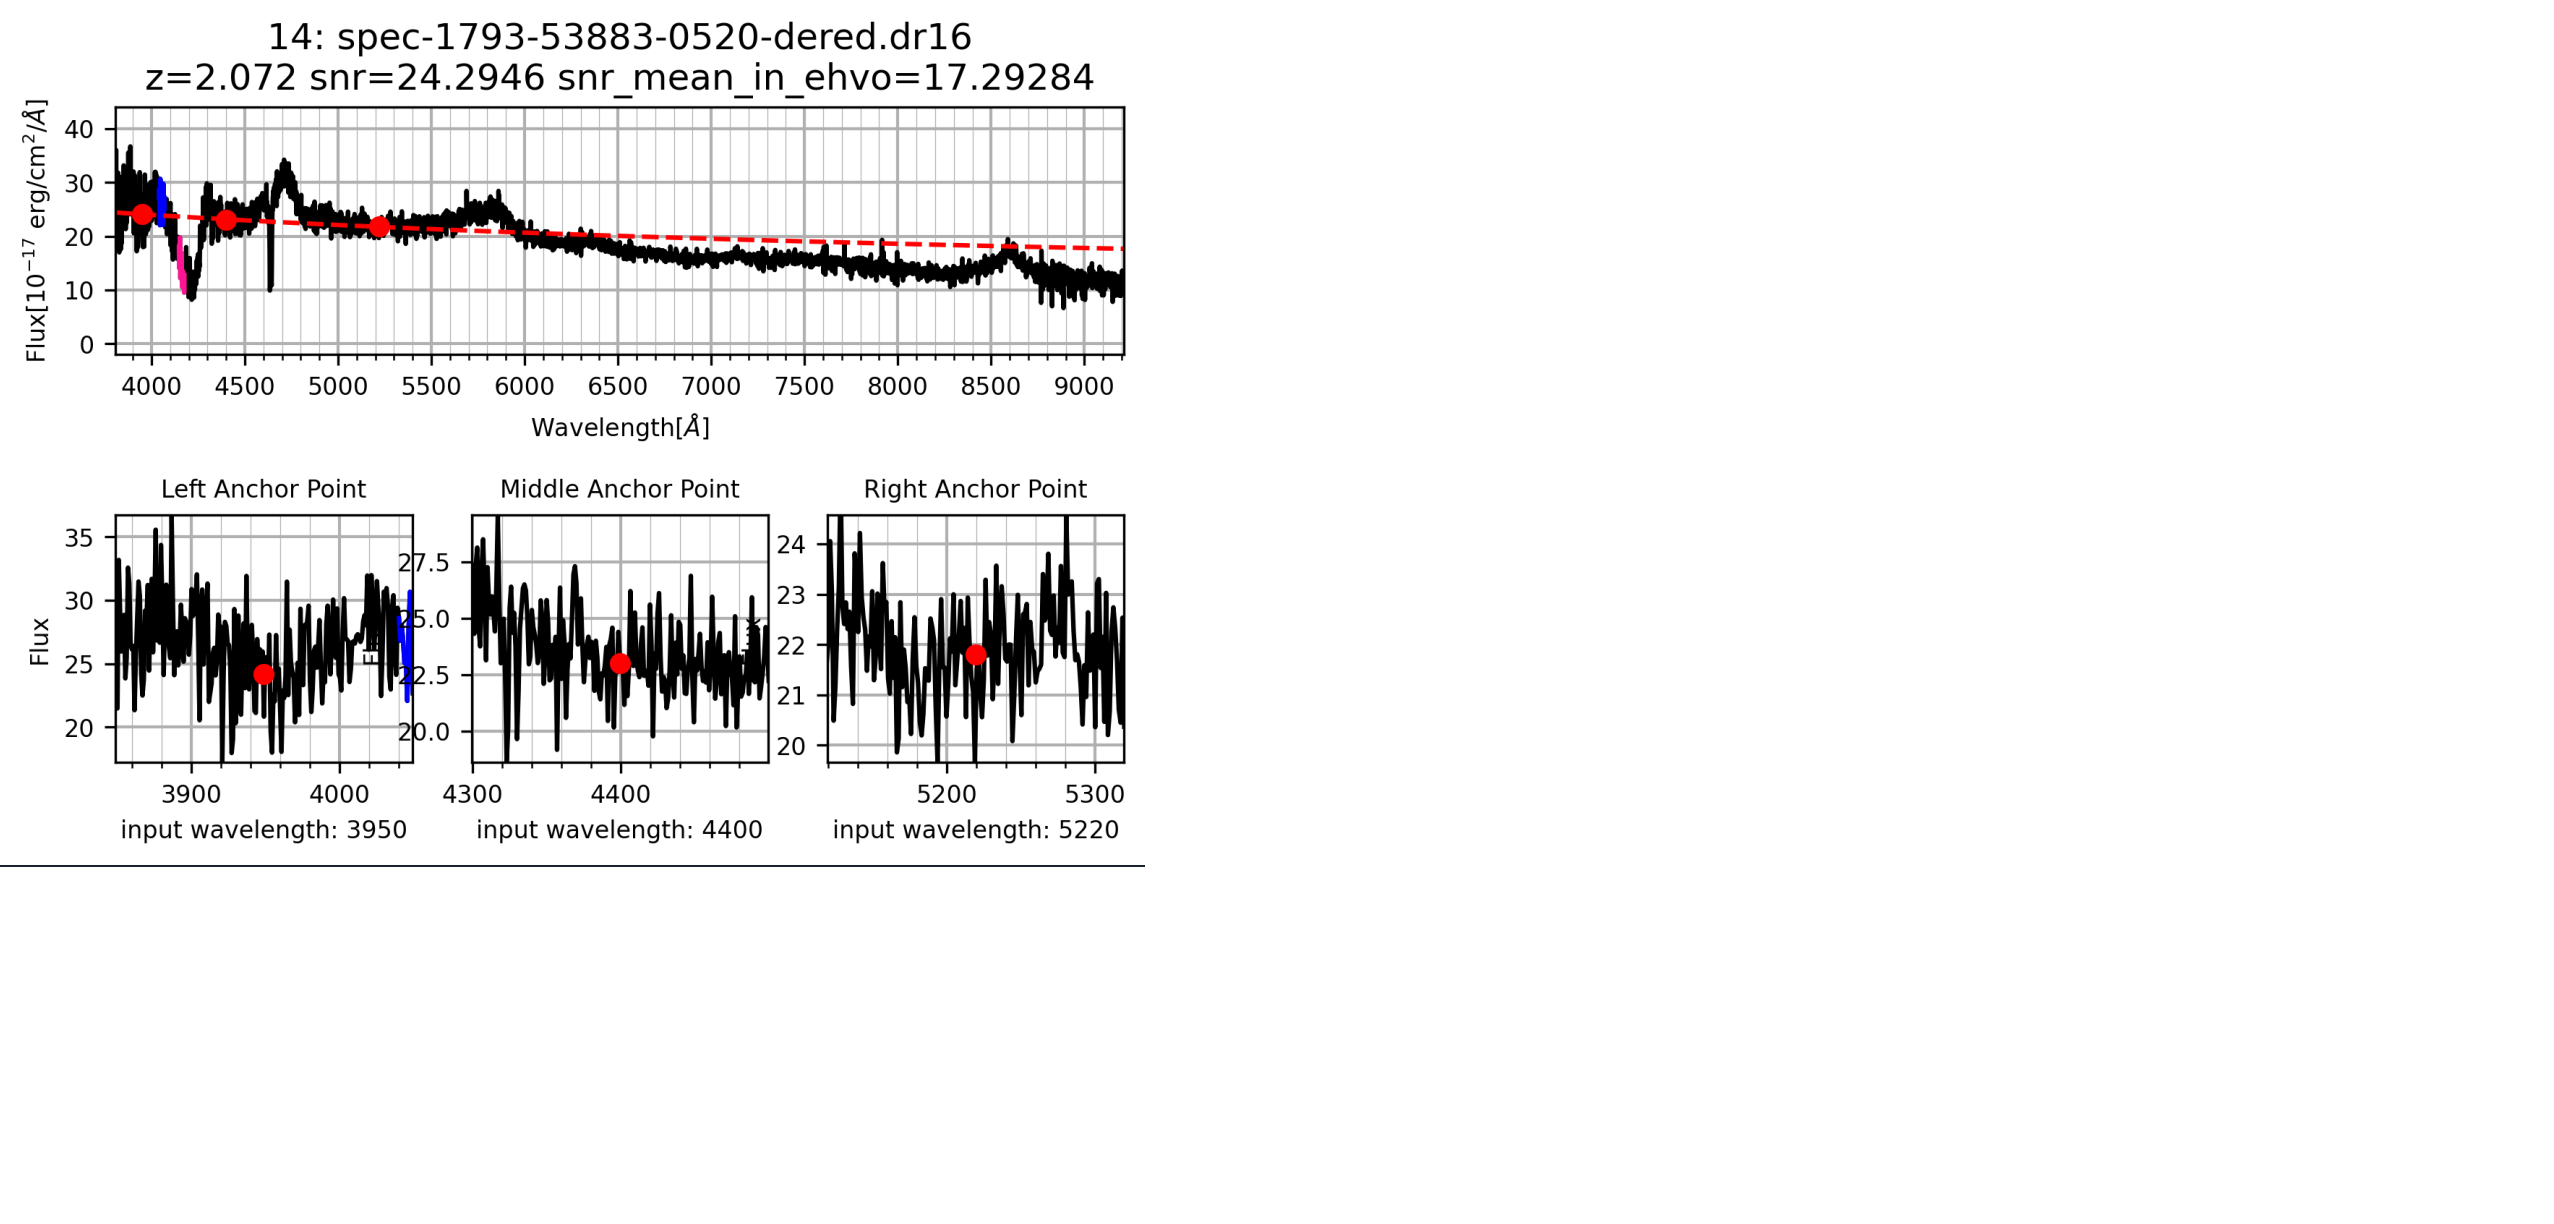 14: spec-1793-53883-0520-dered.dr16
z=2.072 snr=24.2946 snr_mean_in_ehvo=17.29284
Flux[10⁻¹⁷ erg/cm²/Å]
40
30
20
10
0
4000 4500 5000 5500 6000 6500 7000 7500 8000 8500 9000
Wavelength[Å]
Left Anchor Point
Flux
35
30
25
20
3900 4000
input wavelength: 3950
Middle Anchor Point
27.5
25.0
22.5
20.0
4300 4400
input wavelength: 4400
Right Anchor Point
24
23
22
21
20
5200 5300
input wavelength: 5220